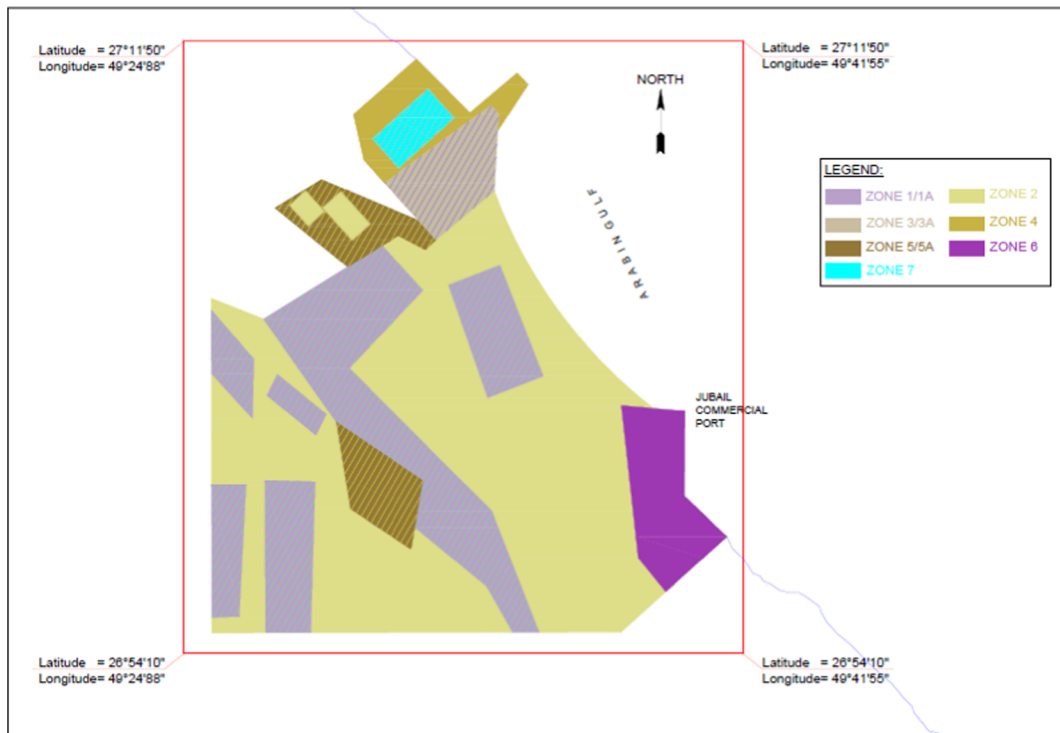 Latitude = 27°11'50"
Longitude= 49°24'88"
Latitude = 27°11'50"
Longitude= 49°41'55"
NORTH
LEGEND:
ZONE 1/1A
ZONE 2
ZONE 3/3A
ZONE 4
ZONE 5/5A
ZONE 6
ZONE 7
ARABIN GULF
JUBAIL
COMMERCIAL
PORT
Latitude = 26°54'10"
Longitude= 49°24'88"
Latitude = 26°54'10"
Longitude= 49°41'55"